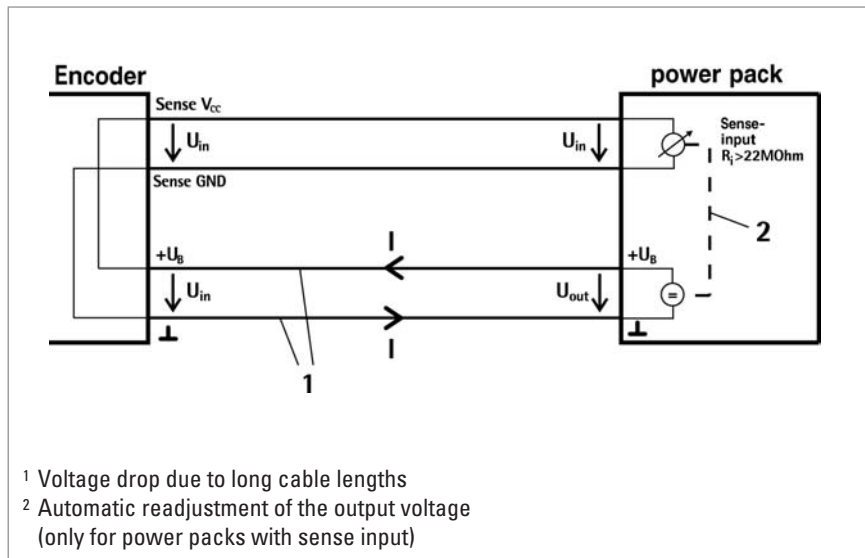 Encoder
power pack
Sense Vcc
Uin
Uin
Sense-
input
Ri>22MOhm
Sense GND
2
I
+UB
+UB
Uin
Uout
=
I
1
1 Voltage drop due to long cable lengths
2 Automatic readjustment of the output voltage
(only for power packs with sense input)